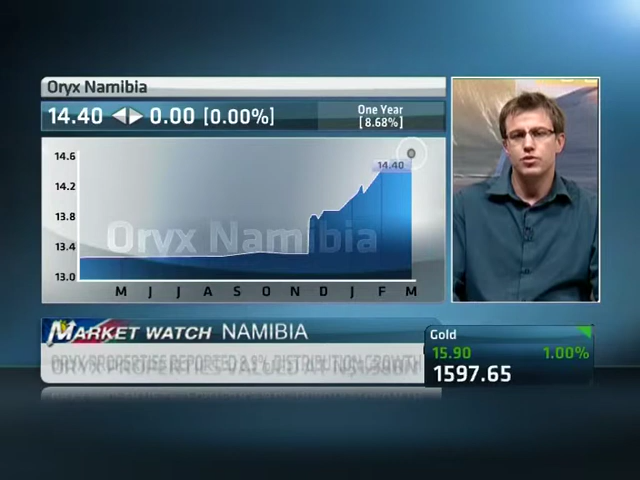 Oryx Namibia
14.40 0.00 [0.00%]
One Year
[8.68%]
14.6
14.2
13.8
13.4
13.0
14.40
Oryx Namibia
M J J A S O N D J F M
MARKET WATCH NAMIBIA
Gold
15.90 1.00%
1597.65